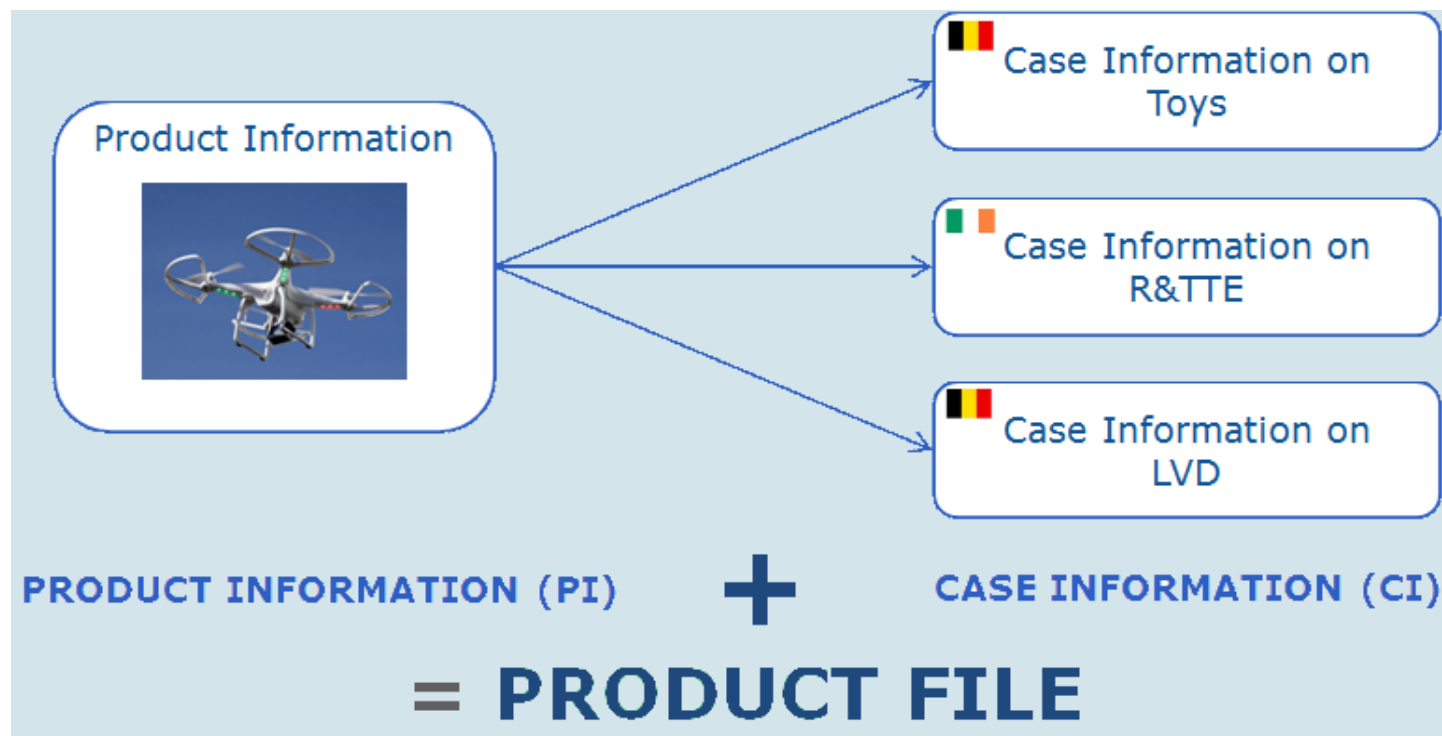 Product Information
Case Information on
Toys
Case Information on
R&TTE
Case Information on
LVD
PRODUCT INFORMATION (PI) + CASE INFORMATION (CI)
= PRODUCT FILE